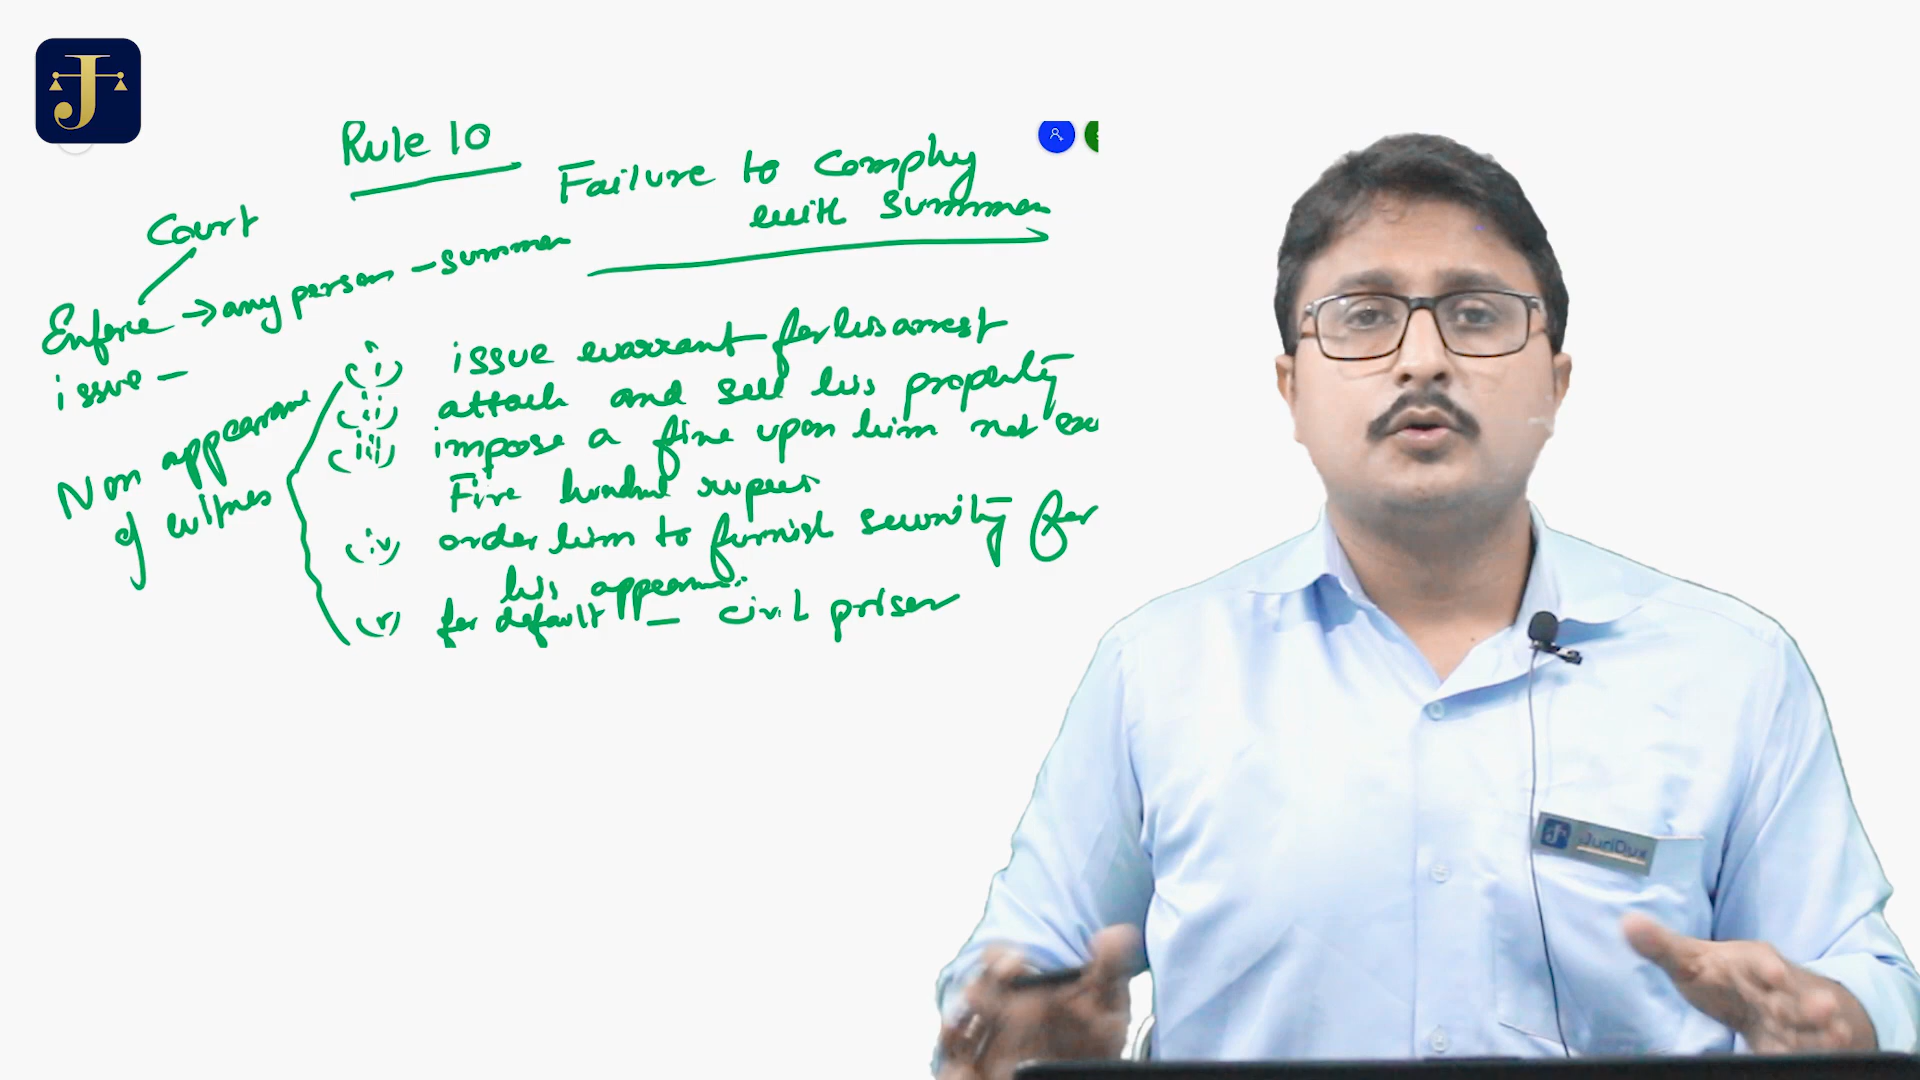 Rule 10
Failure to Comply
with Summon
Court
Enforce → any person - summon
issue -
Non appearance
of witness
(i) issue warrant for his arrest
(ii) attach and sell his property
(iii) impose a fine upon him not
Five hundred rupees
(iv) order him to furnish security for
his appearance
(v) for default - civil prison
JuriDux